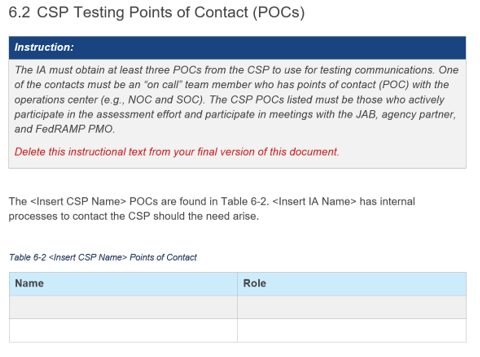 6.2 CSP Testing Points of Contact (POCs)
Instruction:
The IA must obtain at least three POCs from the CSP to use for testing communications. One
of the contacts must be an “on call” team member who has points of contact (POC) with the
operations center (e.g., NOC and SOC). The CSP POCs listed must be those who actively
participate in the assessment effort and participate in meetings with the JAB, agency partner,
and FedRAMP PMO.
Delete this instructional text from your final version of this document.
The <Insert CSP Name> POCs are found in Table 6-2. <Insert IA Name> has internal
processes to contact the CSP should the need arise.
Table 6-2 <Insert CSP Name> Points of Contact
Name Role